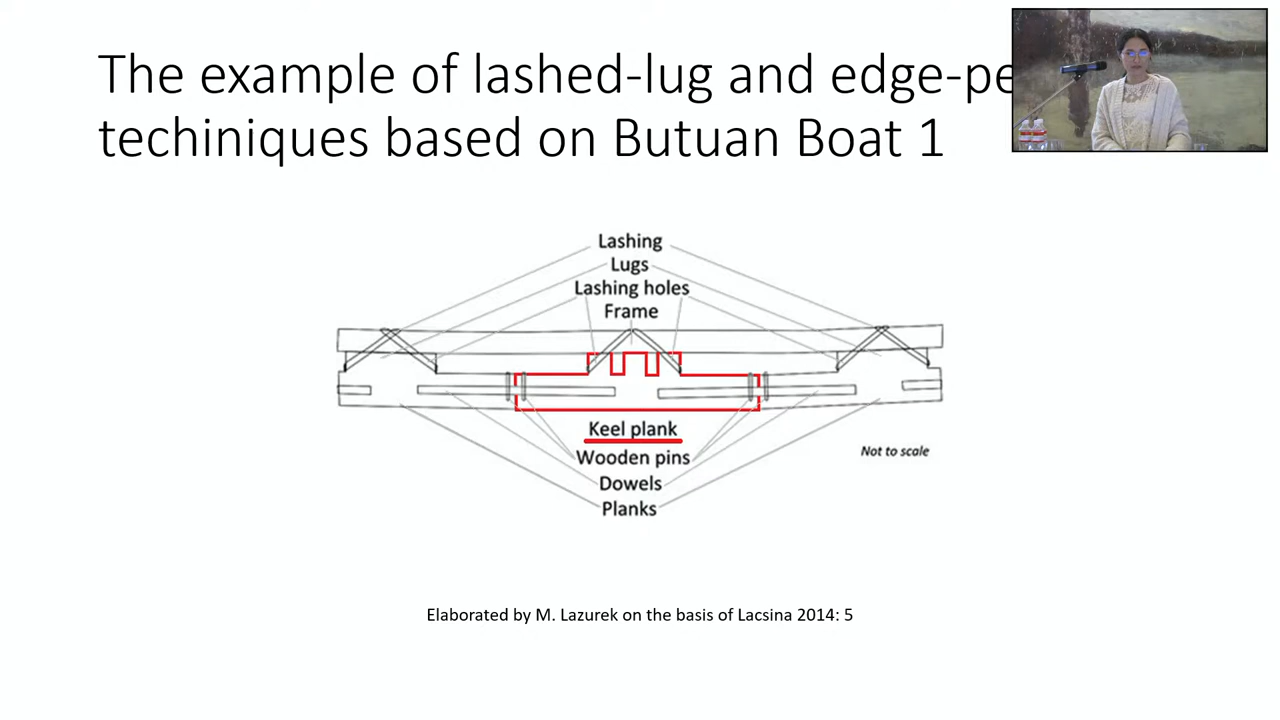 The example of lashed-lug and edge-pe
techiniques based on Butuan Boat 1
Lashing
Lugs
Lashing holes
Frame
Keel plank
Wooden pins
Not to scale
Dowels
Planks
Elaborated by M. Lazurek on the basis of Lacsina 2014: 5